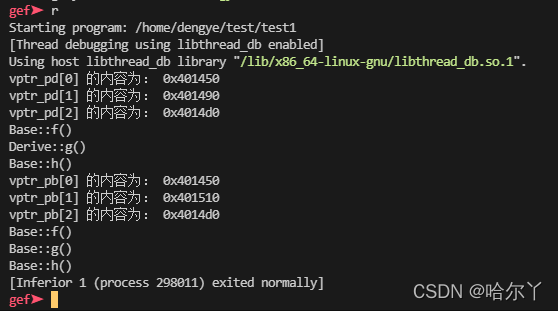 gef➤ r
Starting program: /home/dengye/test/test1
[Thread debugging using libthread_db enabled]
Using host libthread_db library "/lib/x86_64-linux-gnu/libthread_db.so.1".
vptr_pd[0] 的内容为: 0x401450
vptr_pd[1] 的内容为: 0x401490
vptr_pd[2] 的内容为: 0x4014d0
Base::f()
Derive::g()
Base::h()
vptr_pb[0] 的内容为: 0x401450
vptr_pb[1] 的内容为: 0x401510
vptr_pb[2] 的内容为: 0x4014d0
Base::f()
Base::g()
Base::h()
[Inferior 1 (process 298011) exited normally]
gef➤
CSDN @哈尔丫